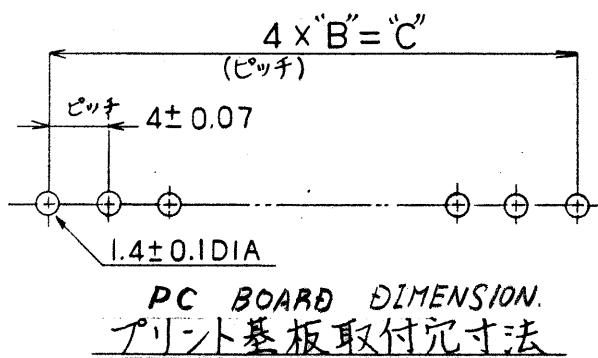 4 × "B" = "C"
(ピッチ)
ピッチ
4± 0.07
1.4± 0.1DIA
PC BOARD DIMENSION.
プリント基板取付穴寸法